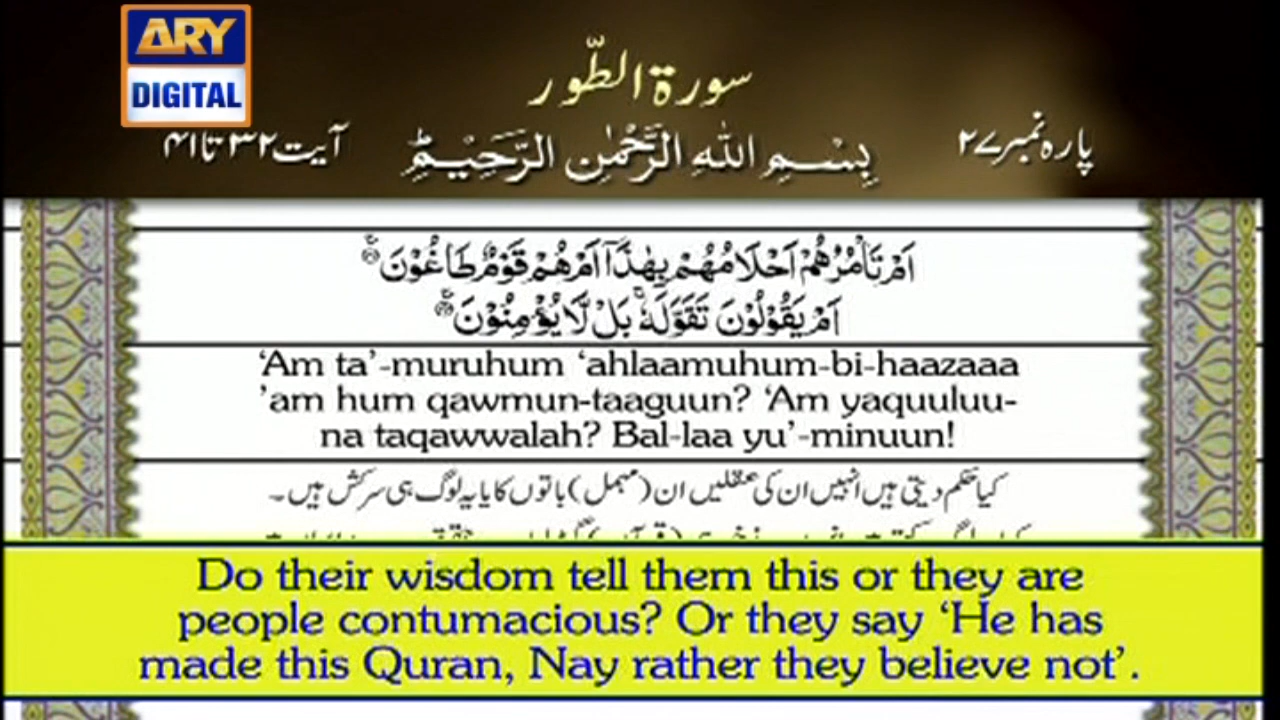 ARY
DIGITAL
سورة الطّور
پارہ نمبر ۲۷
بِسْمِ اللهِ الرَّحْمٰنِ الرَّحِيْمِ
آیت ۳۲ تا ۴۱
اَمْ تَاْمُرُهُمْ اَحْلَامُهُمْ بِهٰذَآ اَمْ هُمْ قَوْمٌ طَاغُوْنَ
اَمْ يَقُوْلُوْنَ تَقَوَّلَهٗ ۚ بَلْ لَّا يُؤْمِنُوْنَ
‘Am ta’-muruhum ‘ahlaamuhum-bi-haazaaa
’am hum qawmun-taaguun? ‘Am yaquuluu-
na taqawwalah? Bal-laa yu’-minuun!
کیا حکم دیتی ہیں انہیں ان کی عقلیں ان (مہمل) باتوں کا یا یہ لوگ ہی سرکش ہیں ۔
Do their wisdom tell them this or they are
people contumacious? Or they say ‘He has
made this Quran, Nay rather they believe not’.